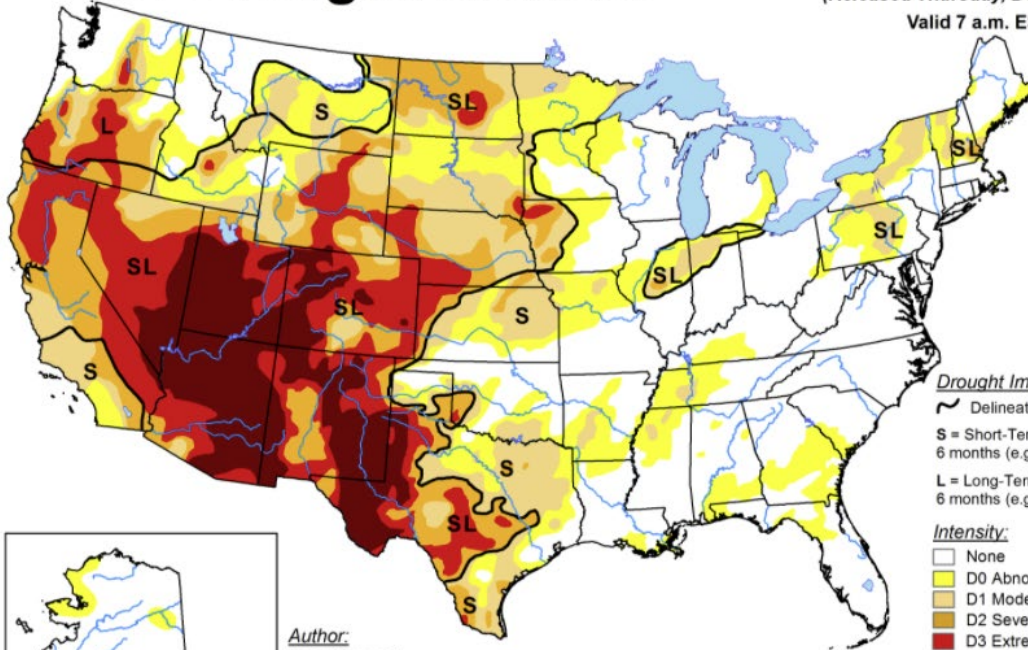 Valid 7 a.m. E
S
SL
L
SL
SL
SL
SL
SL
S
S
S
SL
S
Drought Im
Delineat
S = Short-Ter
6 months (e.g
L = Long-Ter
6 months (e.g
Intensity:
None
D0 Abno
D1 Mode
D2 Seve
D3 Extre
Author: